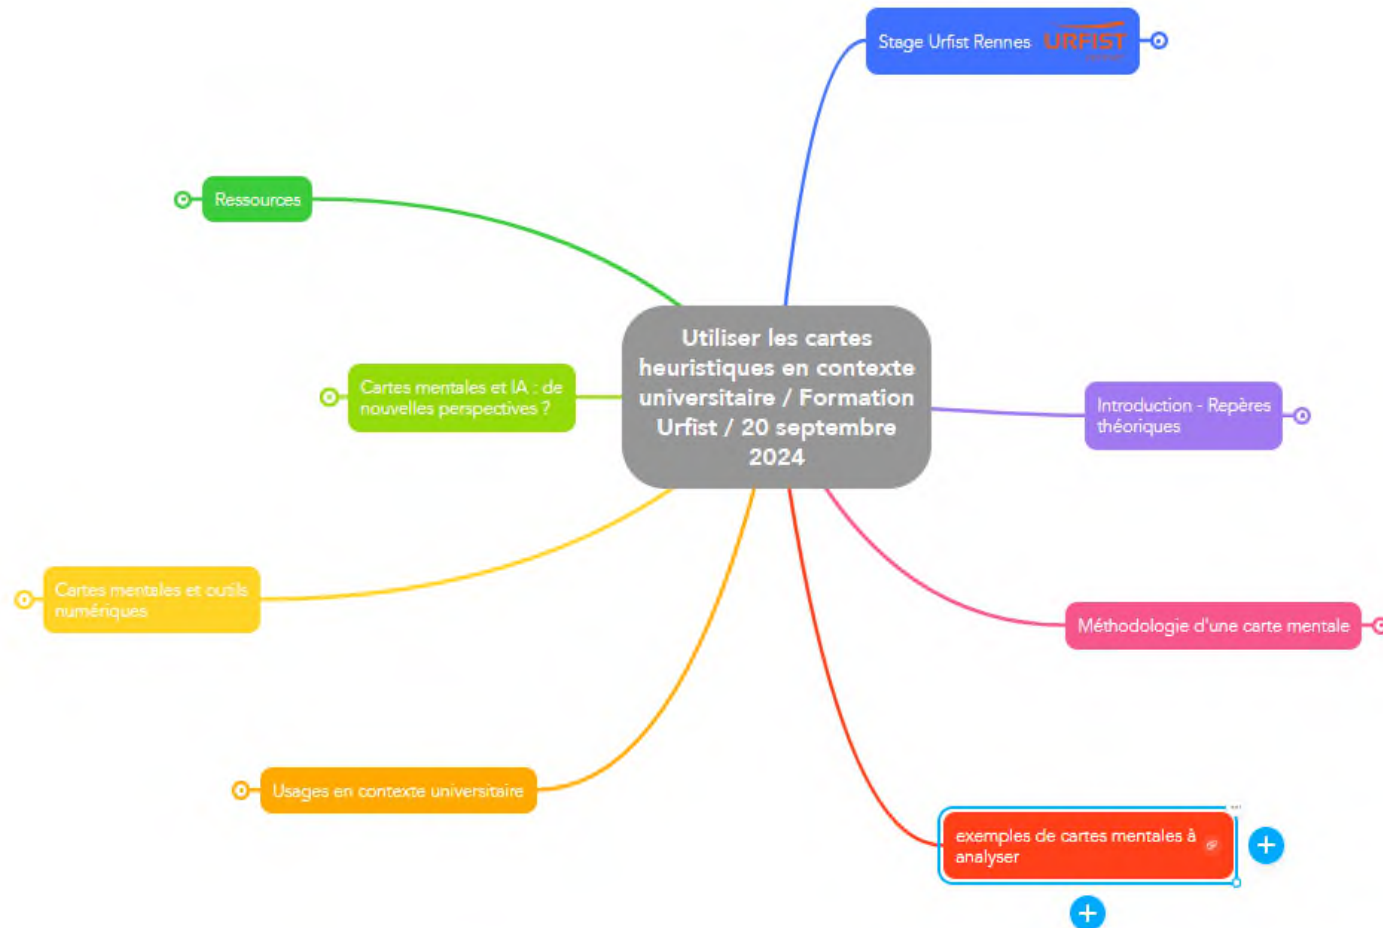 Stage Urfist Rennes URFIST
Ressources
Utiliser les cartes
heuristiques en contexte
universitaire / Formation
Urfist / 20 septembre
2024
Cartes mentales et IA : de
nouvelles perspectives ?
Introduction - Repères
théoriques
Cartes mentales et outils
numériques
Méthodologie d'une carte mentale
Usages en contexte universitaire
exemples de cartes mentales à
analyser